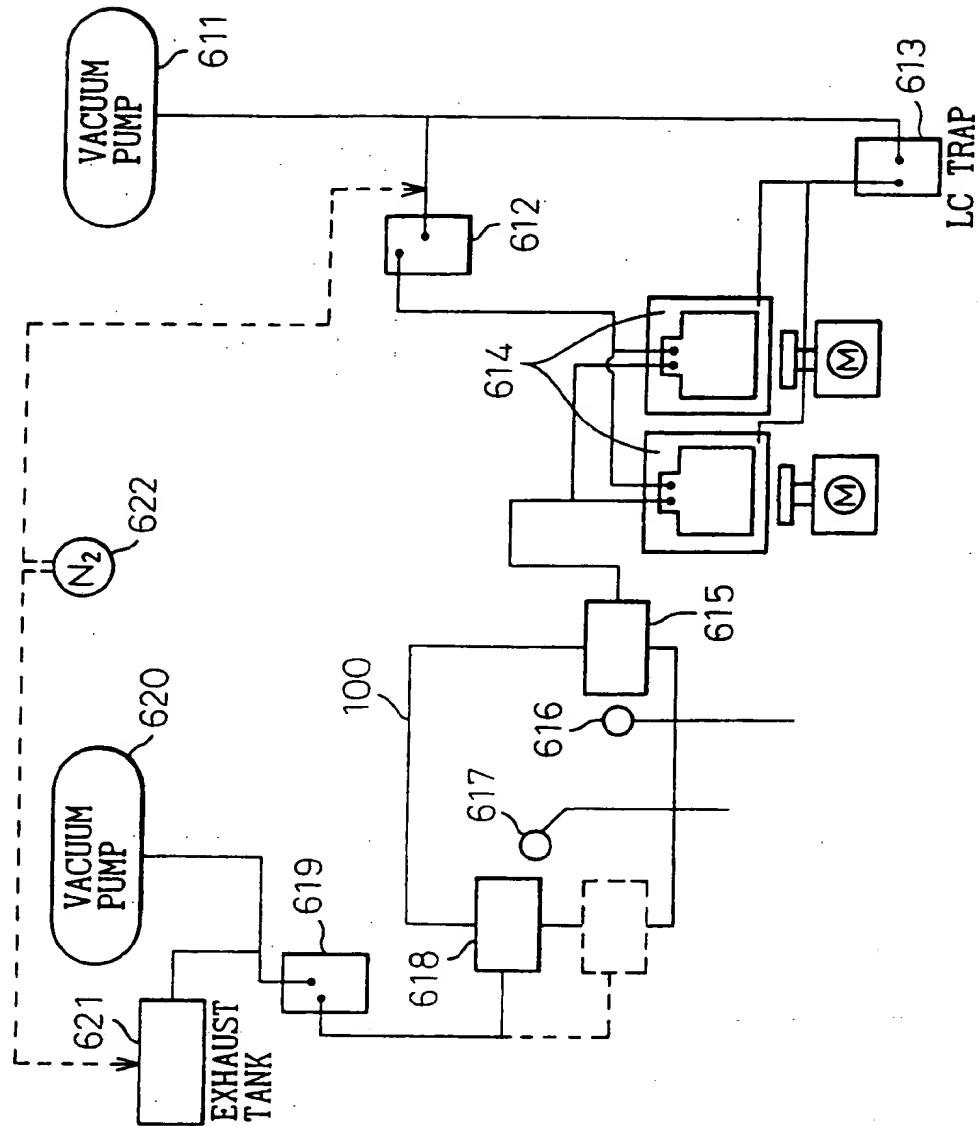 VACUUM
PUMP
611
613
LC TRAP
612
614
M
M
N2
622
615
100
616
617
620
VACUUM
PUMP
619
618
621
EXHAUST
TANK